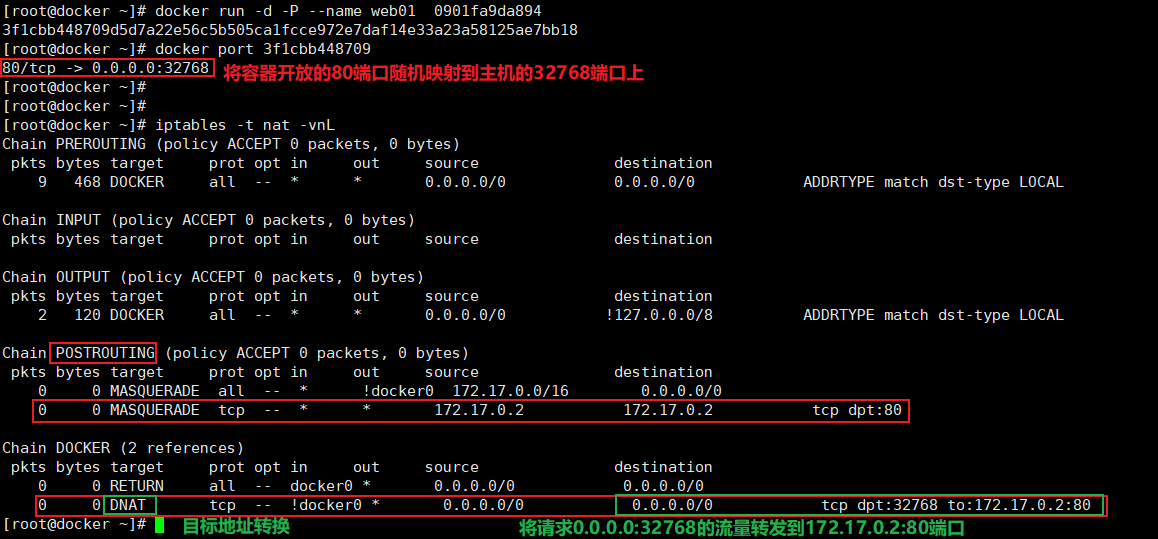 [root@docker ~]# docker run -d -P --name web01  0901fa9da894
3f1cbb448709d5d7a22e56c5b505ca1fcce972e7daf14e33a23a58125ae7bb18
[root@docker ~]# docker port 3f1cbb448709
80/tcp -> 0.0.0.0:32768 将容器开放的80端口随机映射到主机的32768端口上
[root@docker ~]#
[root@docker ~]#
[root@docker ~]# iptables -t nat -vnL
Chain PREROUTING (policy ACCEPT 0 packets, 0 bytes)
 pkts bytes target     prot opt in     out     source               destination
    9   468 DOCKER     all  --  *      *       0.0.0.0/0            0.0.0.0/0            ADDRTYPE match dst-type LOCAL
Chain INPUT (policy ACCEPT 0 packets, 0 bytes)
 pkts bytes target     prot opt in     out     source               destination
Chain OUTPUT (policy ACCEPT 0 packets, 0 bytes)
 pkts bytes target     prot opt in     out     source               destination
    2   120 DOCKER     all  --  *      *       0.0.0.0/0           !127.0.0.0/8          ADDRTYPE match dst-type LOCAL
Chain POSTROUTING (policy ACCEPT 0 packets, 0 bytes)
 pkts bytes target     prot opt in     out     source               destination
    0     0 MASQUERADE  all  --  *      !docker0  172.17.0.0/16        0.0.0.0/0
    0     0 MASQUERADE  tcp  --  *      *       172.17.0.2           172.17.0.2           tcp dpt:80
Chain DOCKER (2 references)
 pkts bytes target     prot opt in     out     source               destination
    0     0 RETURN     all  --  docker0 *       0.0.0.0/0            0.0.0.0/0
    0     0 DNAT       tcp  --  !docker0 *       0.0.0.0/0            0.0.0.0/0            tcp dpt:32768 to:172.17.0.2:80
[root@docker ~]# 目标地址转换 将请求0.0.0.0:32768的流量转发到172.17.0.2:80端口